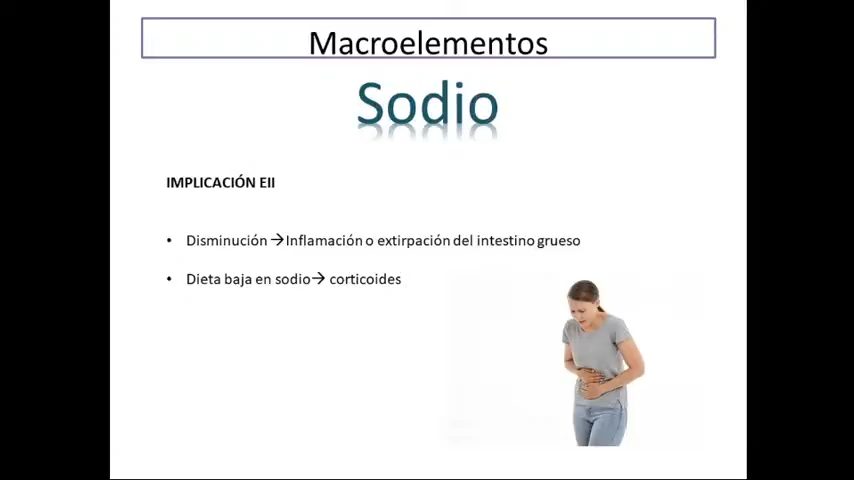 Macroelementos
Sodio
IMPLICACIÓN EII
• Disminución →Inflamación o extirpación del intestino grueso
• Dieta baja en sodio→ corticoides